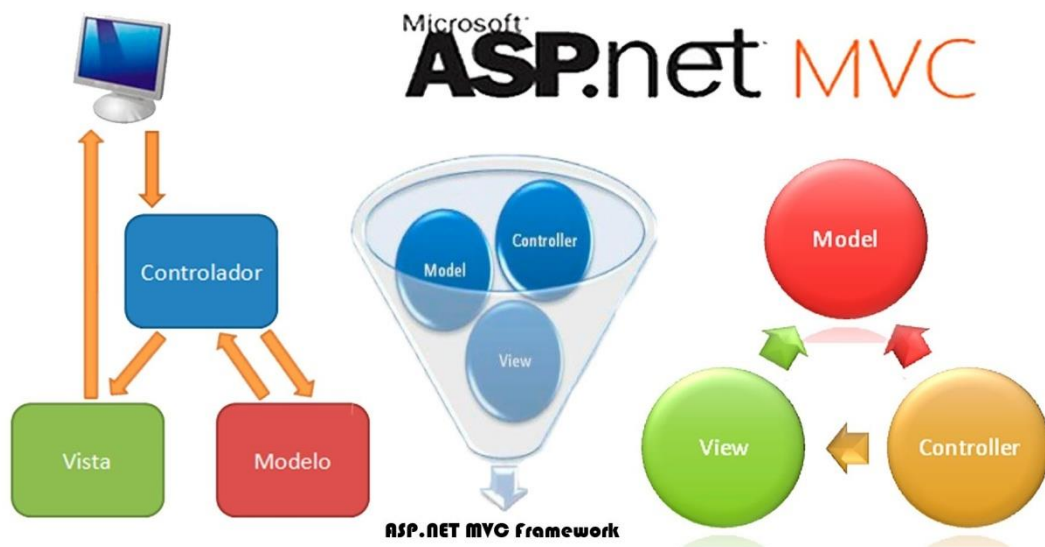 Microsoft
ASP.net MVC
Controlador
Vista
Modelo
Model
Controller
View
ASP.NET MVC Framework
Model
View
Controller